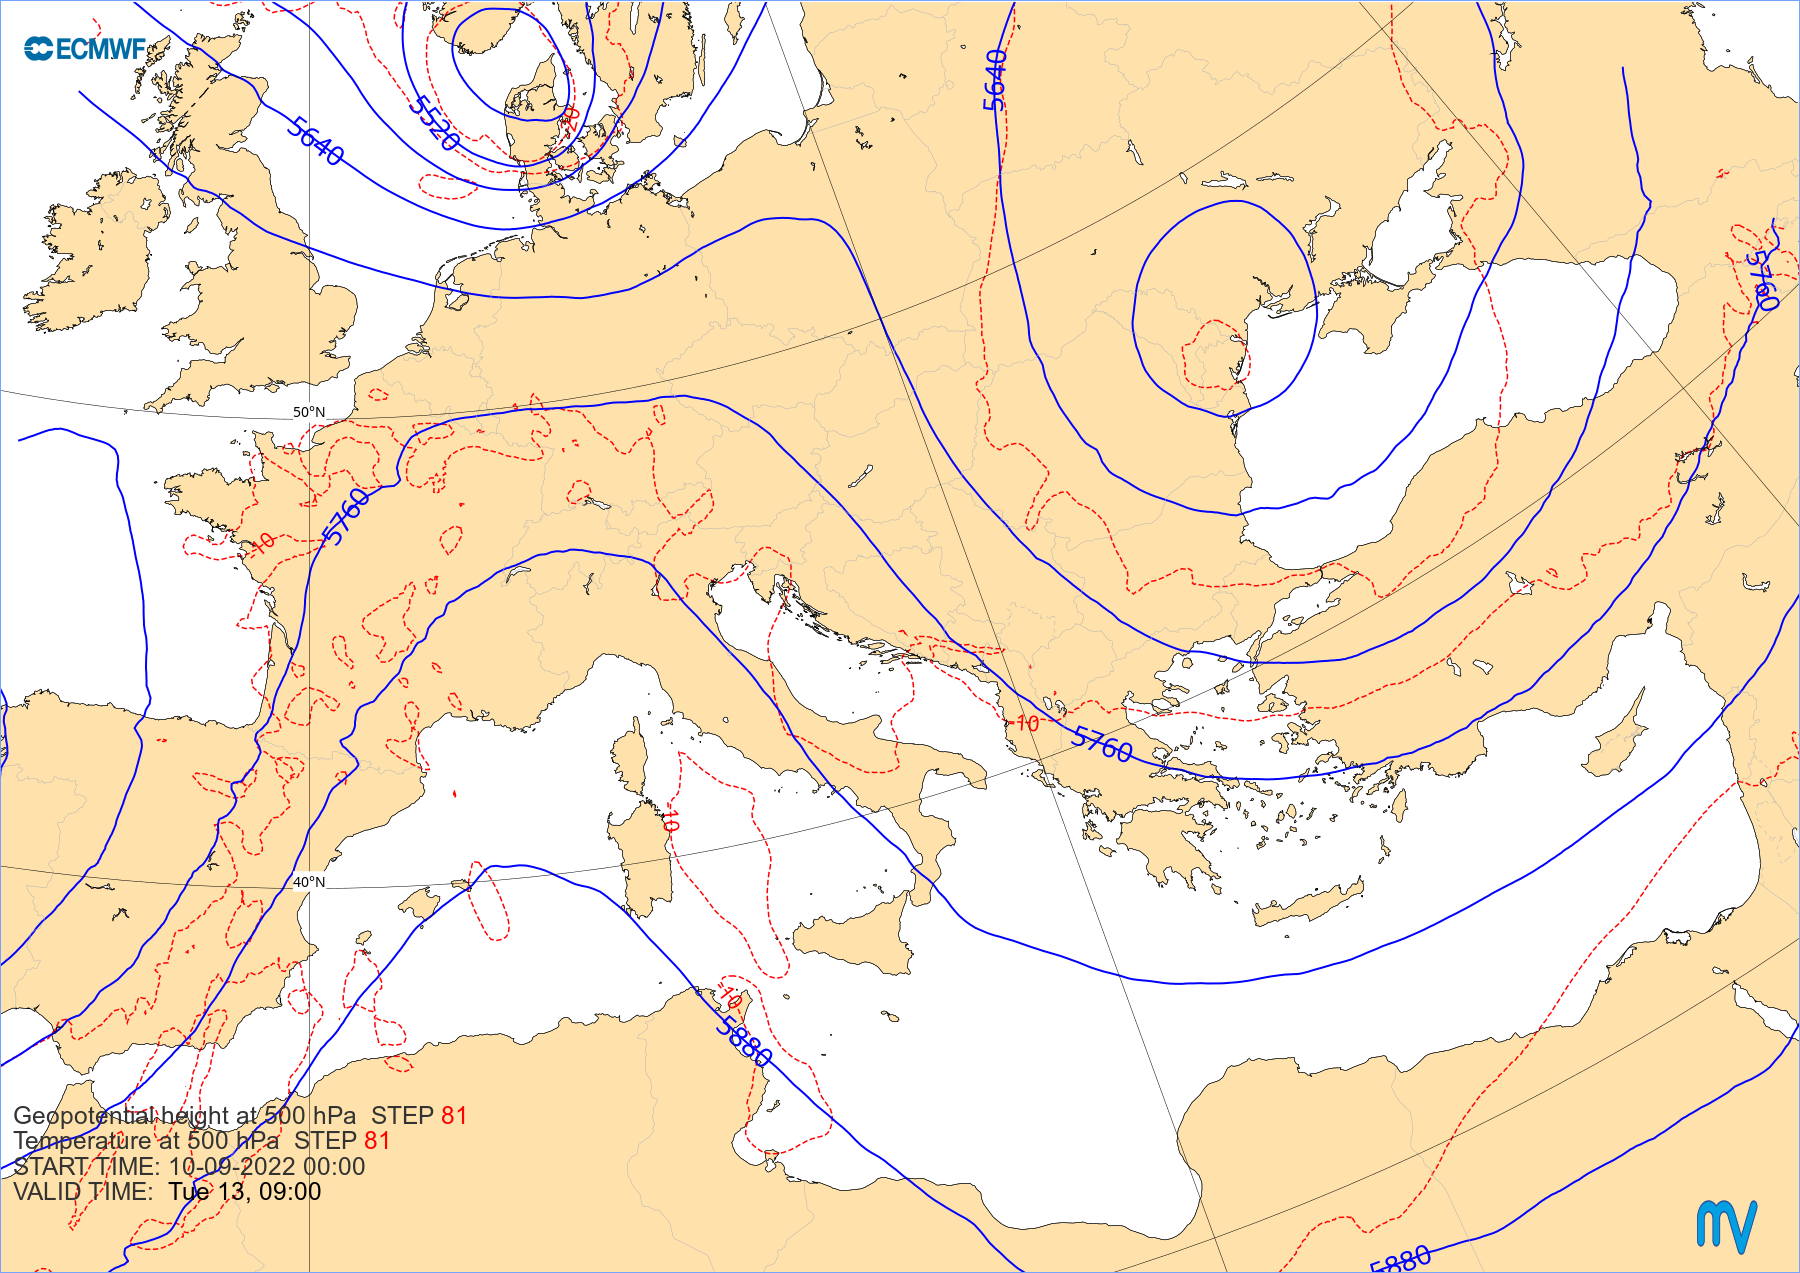 ECMWF
5640
5520
-20
5640
5760
50°N
5760
-10
-10
5760
10
40°N
-10
5880
Geopotential height at 500 hPa STEP 81
Temperature at 500 hPa STEP 81
START TIME: 10-09-2022 00:00
VALID TIME: Tue 13, 09:00
5880